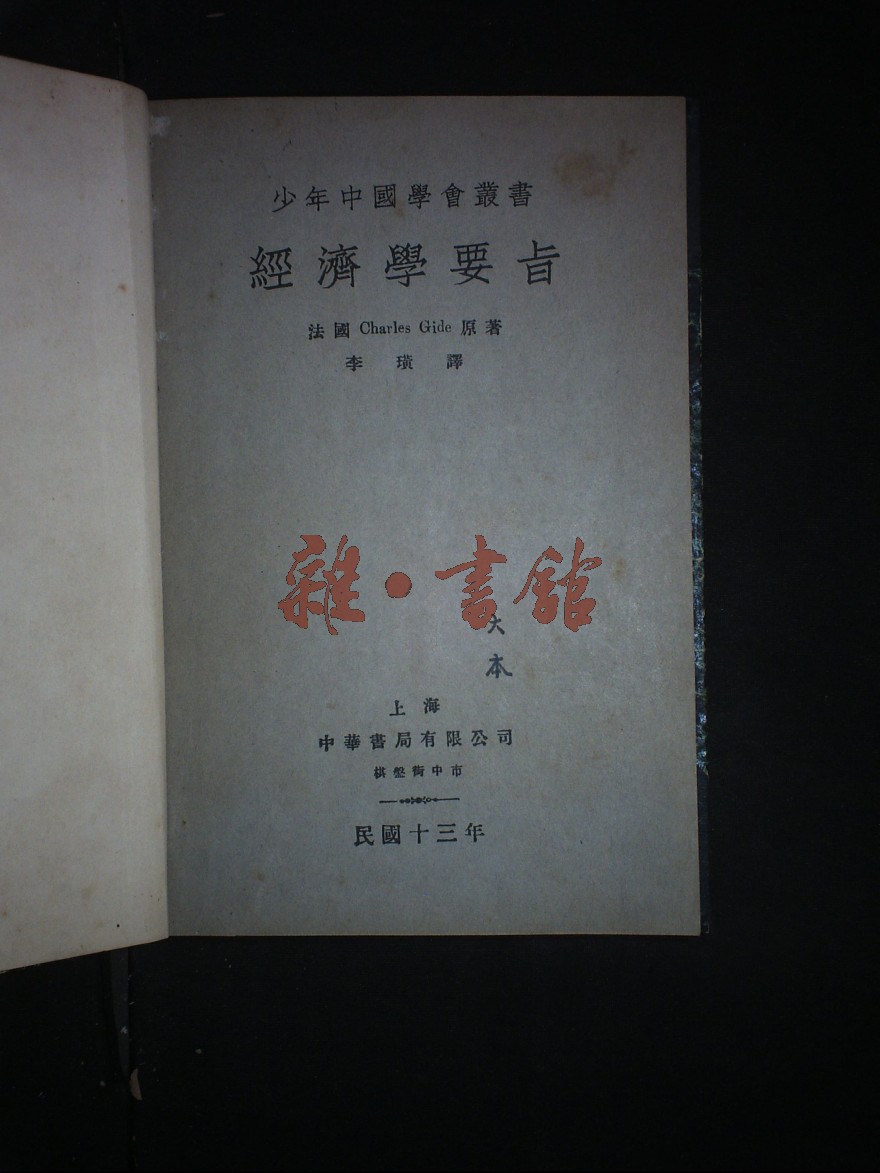 少年中國學會叢書
經濟學要旨
法國 Charles Gide 原著
李璜譯
雜·書館
大
本
上海
中華書局有限公司
棋盤街中市
民國十三年